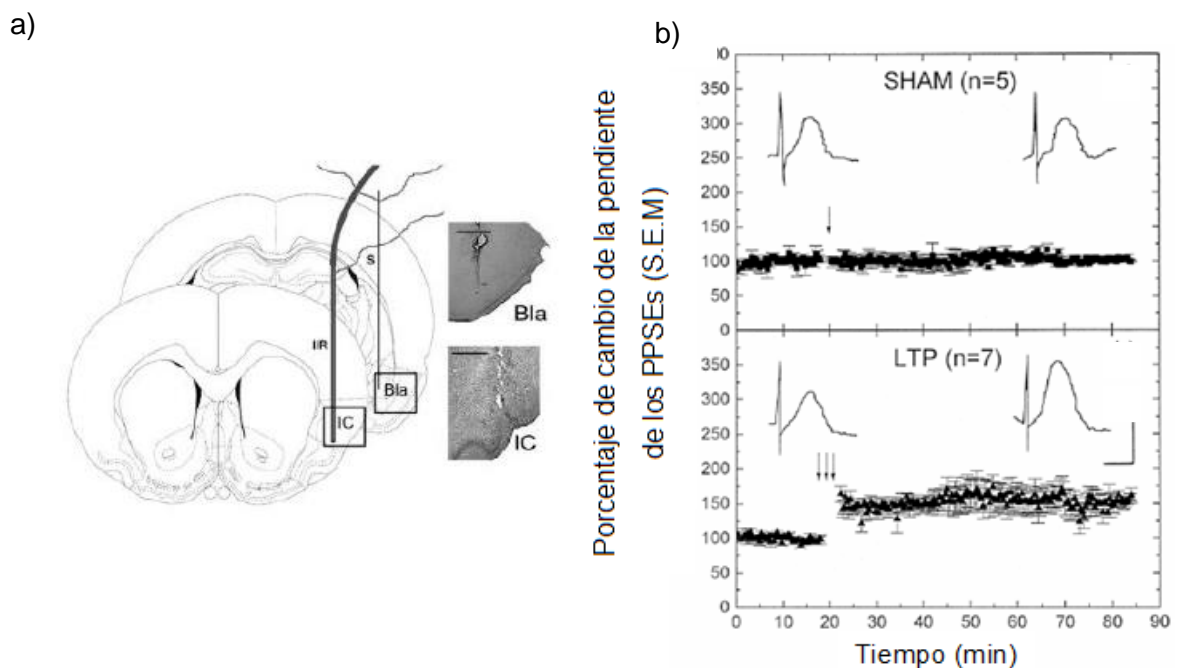 a)
S
I/R
Bla
IC
Bla
IC
b)
Porcentaje de cambio de la pendiente
de los PPSEs (S.E.M)
00
350
300
250
200
150
100
50
0
SHAM (n=5)
350
300
250
200
150
100
50
0
LTP (n=7)
0 10 20 30 40 50 60 70 80 90
Tiempo (min)